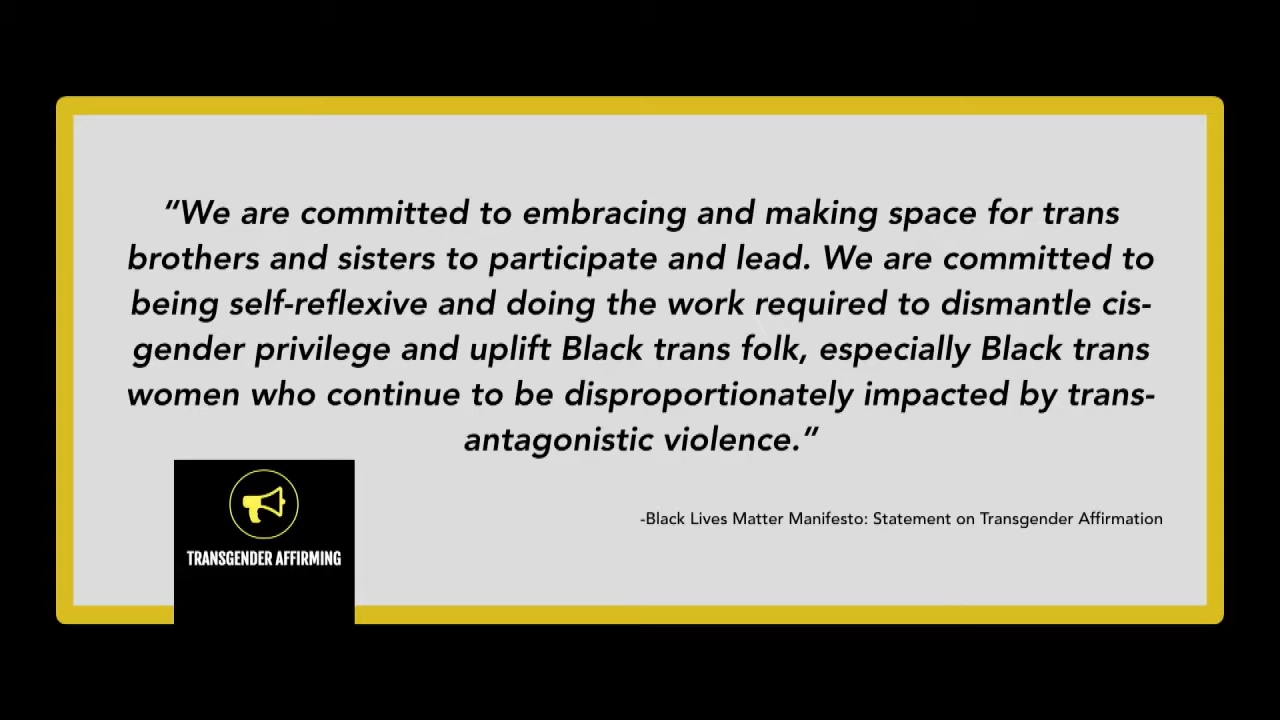 “We are committed to embracing and making space for trans
brothers and sisters to participate and lead. We are committed to
being self-reflexive and doing the work required to dismantle cis-
gender privilege and uplift Black trans folk, especially Black trans
women who continue to be disproportionately impacted by trans-
antagonistic violence.”
-Black Lives Matter Manifesto: Statement on Transgender Affirmation
TRANSGENDER AFFIRMING